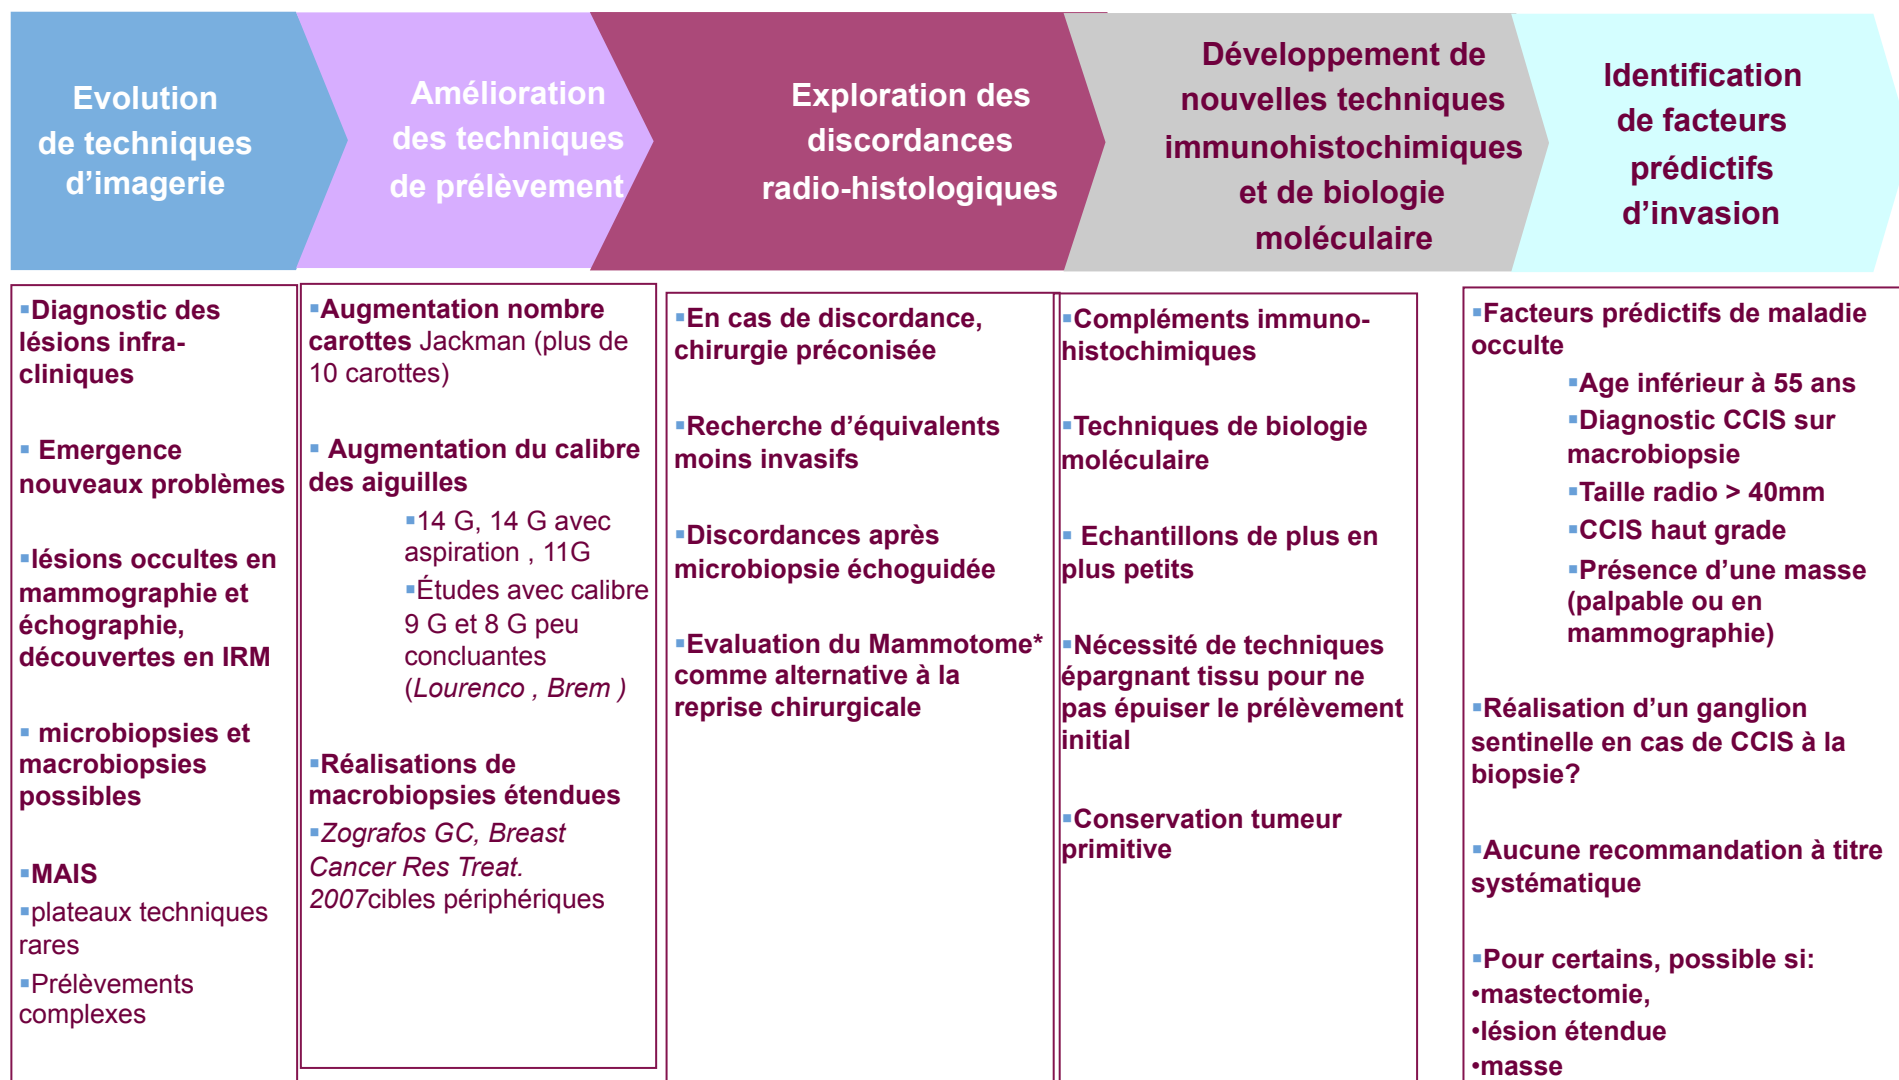 Evolution
de techniques
d’imagerie
Amélioration
des techniques
de prélèvement
Exploration des
discordances
radio-histologiques
Développement de
nouvelles techniques
immunohistochimiques
et de biologie
moléculaire
Identification
de facteurs
prédictifs
d’invasion
▪Diagnostic des
lésions infra-
cliniques
▪ Emergence
nouveaux problèmes
▪lésions occultes en
mammographie et
échographie,
découvertes en IRM
▪ microbiopsies et
macrobiopsies
possibles
▪MAIS
▪plateaux techniques
rares
▪Prélèvements
complexes
▪Augmentation nombre
carottes Jackman (plus de
10 carottes)
▪ Augmentation du calibre
des aiguilles
▪14 G, 14 G avec
aspiration , 11G
▪Études avec calibre
9 G et 8 G peu
concluantes
(Lourenco , Brem )
▪Réalisations de
macrobiopsies étendues
▪Zografos GC, Breast
Cancer Res Treat.
2007cibles périphériques
▪En cas de discordance,
chirurgie préconisée
▪Recherche d’équivalents
moins invasifs
▪Discordances après
microbiopsie échoguidée
▪Evaluation du Mammotome*
comme alternative à la
reprise chirurgicale
▪Compléments immuno-
histochimiques
▪Techniques de biologie
moléculaire
▪ Echantillons de plus en
plus petits
▪Nécessité de techniques
épargnant tissu pour ne
pas épuiser le prélèvement
initial
▪Conservation tumeur
primitive
▪Facteurs prédictifs de maladie
occulte
▪Age inférieur à 55 ans
▪Diagnostic CCIS sur
macrobiopsie
▪Taille radio > 40mm
▪CCIS haut grade
▪Présence d’une masse
(palpable ou en
mammographie)
▪Réalisation d’un ganglion
sentinelle en cas de CCIS à la
biopsie?
▪Aucune recommandation à titre
systématique
▪Pour certains, possible si:
•mastectomie,
•lésion étendue
•masse